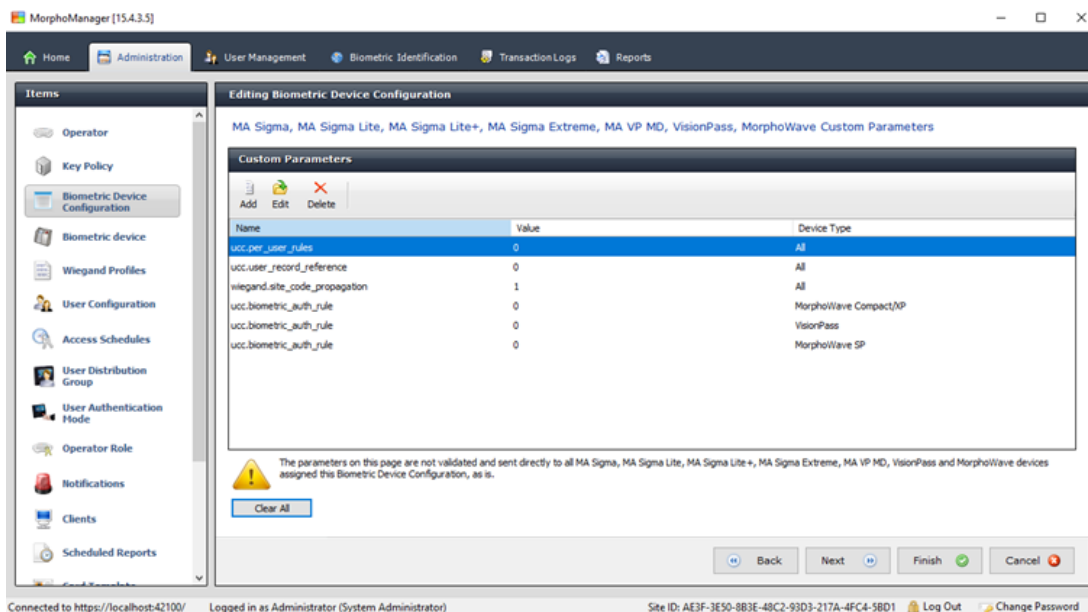 MorphoManager [15.4.3.5]
Home Administration User Management Biometric Identification Transaction Logs Reports
Items
Operator
Key Policy
Biometric Device
Configuration
Biometric device
Wiegand Profiles
User Configuration
Access Schedules
User Distribution
Group
User Authentication
Mode
Operator Role
Notifications
Clients
Scheduled Reports
Card Template
Editing Biometric Device Configuration
MA Sigma, MA Sigma Lite, MA Sigma Lite+, MA Sigma Extreme, MA VP MD, VisionPass, MorphoWave Custom Parameters
Custom Parameters
Add Edit Delete
Name Value Device Type
ucc.per_user_rules 0 All
ucc.user_record_reference 0 All
wiegand.site_code_propagation 1 All
ucc.biometric_auth_rule 0 MorphoWave Compact/XP
ucc.biometric_auth_rule 0 VisionPass
ucc.biometric_auth_rule 0 MorphoWave SP
The parameters on this page are not validated and sent directly to all MA Sigma, MA Sigma Lite, MA Sigma Lite+, MA Sigma Extreme, MA VP MD, VisionPass and MorphoWave devices
assigned this Biometric Device Configuration, as is.
Clear All
Back Next Finish Cancel
Connected to https://localhost:42100/ Logged in as Administrator (System Administrator) Site ID: AE3F-3E50-8B3E-48C2-93D3-217A-4FC4-5BD1 Log Out Change Password